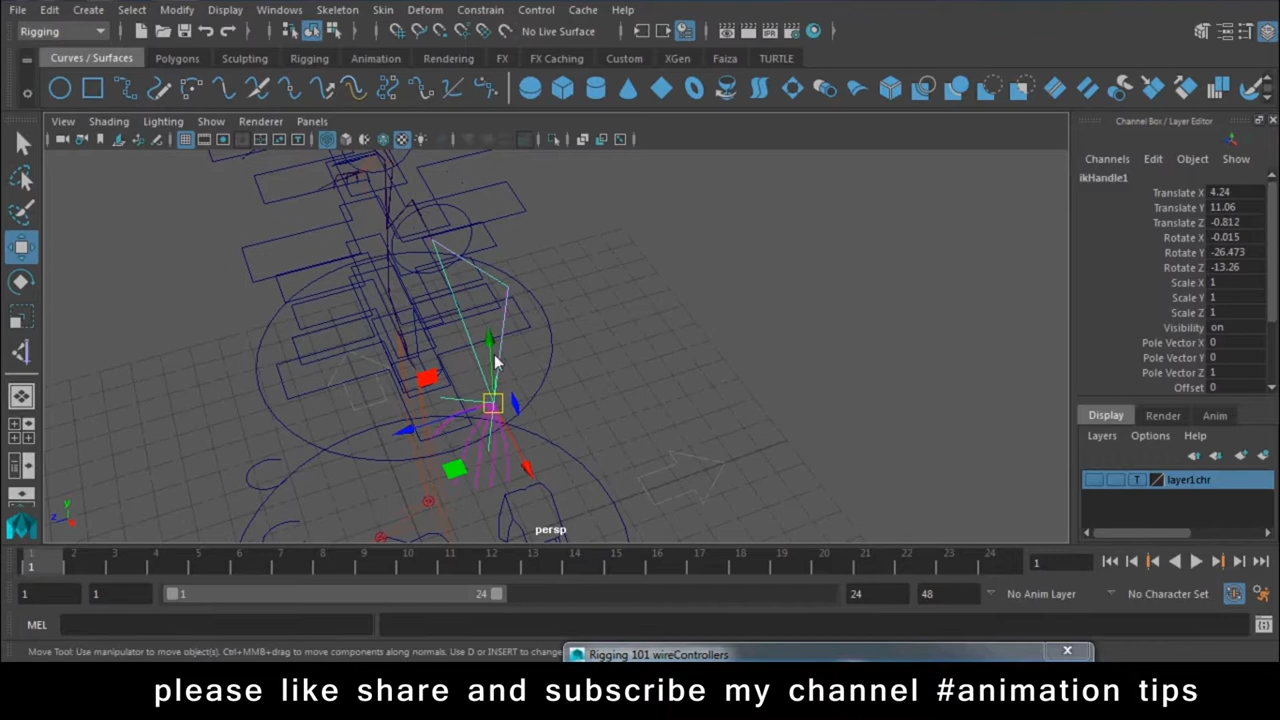 File Edit Create Select Modify Display Windows Skeleton Skin Deform Constrain Control Cache Help
Rigging No Live Surface
Curves / Surfaces Polygons Sculpting Rigging Animation Rendering FX FX Caching Custom XGen Faiza TURTLE
View Shading Lighting Show Renderer Panels
Channel Box / Layer Editor
Channels Edit Object Show
ikHandle1
Translate X 4.24
Translate Y 11.06
Translate Z -0.812
Rotate X -0.015
Rotate Y -26.473
Rotate Z -13.26
Scale X 1
Scale Y 1
Scale Z 1
Visibility on
Pole Vector X 0
Pole Vector Y 0
Pole Vector Z 1
Offset 0
Display Render Anim
Layers Options Help
T layer1chr
y
z x
persp
1 2 3 4 5 6 7 8 9 10 11 12 13 14 15 16 17 18 19 20 21 22 23 24
1 1
1 1 1 24 24 48 No Anim Layer No Character Set
MEL
Move Tool: Use manipulator to move object(s). Ctrl+MMB+drag to move components along normals. Use D or INSERT to change
Rigging 101 wireControllers
please like share and subscribe my channel #animation tips